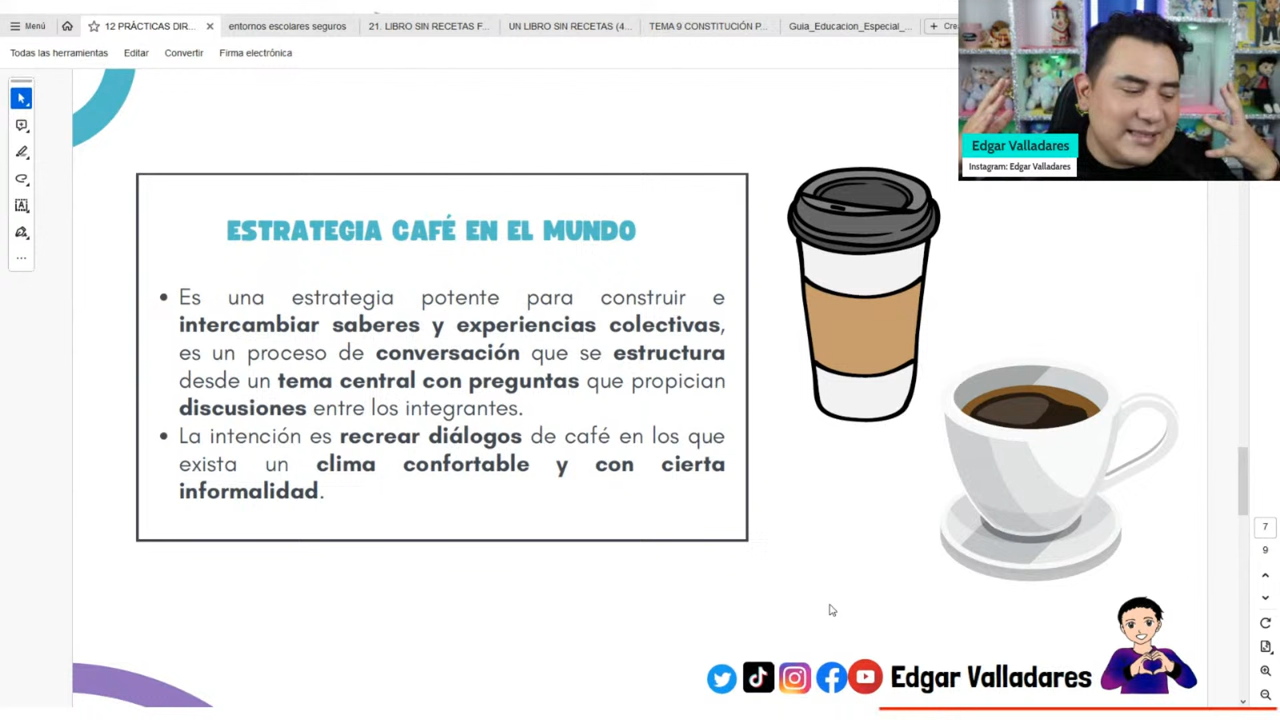 Menú
12 PRÀCTICAS DIR...
entornos escolares seguros
21. LIBRO SIN RECETAS F...
UN LIBRO SIN RECETAS (4...
TEMA 9 CONSTITUCIÓN P...
Guia_Educacion_Especial_...
Cre
Todas las herramientas
Editar
Convertir
Firma electrónica
Edgar Valladares
Instagram: Edgar Valladares
ESTRATEGIA CAFÉ EN EL MUNDO
• Es una estrategia potente para construir e
intercambiar saberes y experiencias colectivas,
es un proceso de conversación que se estructura
desde un tema central con preguntas que propician
discusiones entre los integrantes.
• La intención es recrear diálogos de café en los que
exista un clima confortable y con cierta
informalidad.
7
9
Edgar Valladares